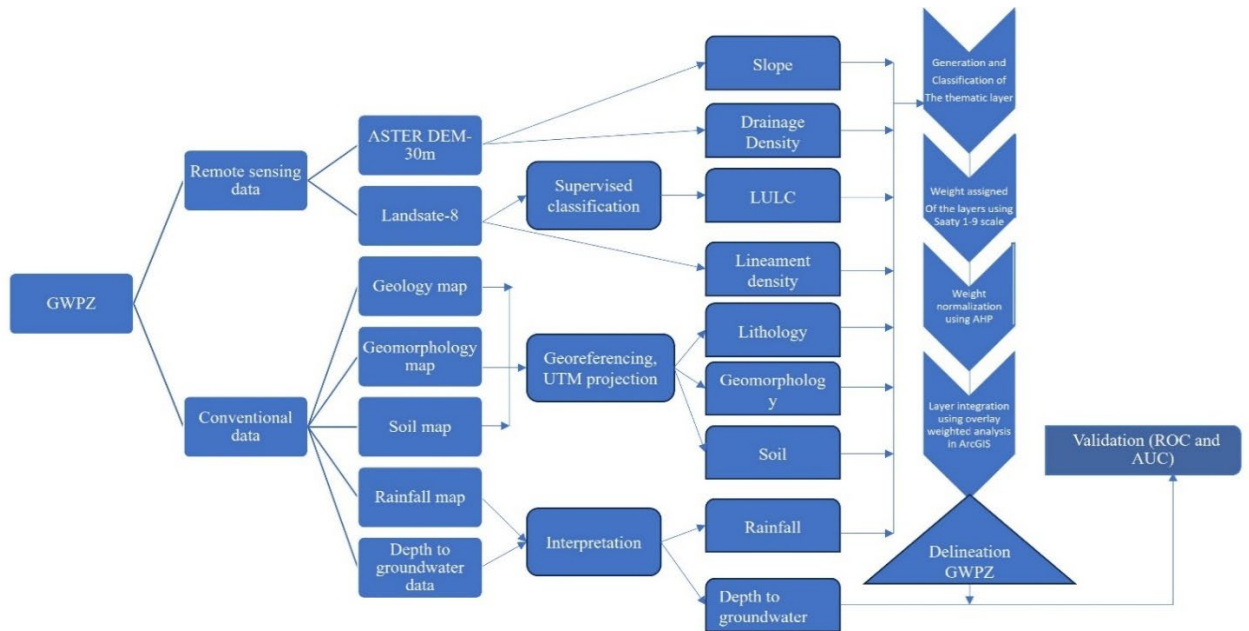 GWPZ
Remote sensing
data
Conventional
data
ASTER DEM-
30m
Landsate-8
Geology map
Geomorphology
map
Soil map
Rainfall map
Depth to
groundwater
data
Supervised
classification
Georeferencing,
UTM projection
Interpretation
Slope
Drainage
Density
LULC
Lineament
density
Lithology
Geomorpholog
y
Soil
Rainfall
Depth to
groundwater
Generation and
Classification of
The thematic layer
Weight assigned
Of the layers using
Saaty 1-9 scale
Weight
normalization
using AHP
Layer integration
using overlay
weighted analysis
in ArcGIS
Delineation
GWPZ
Validation (ROC and
AUC)